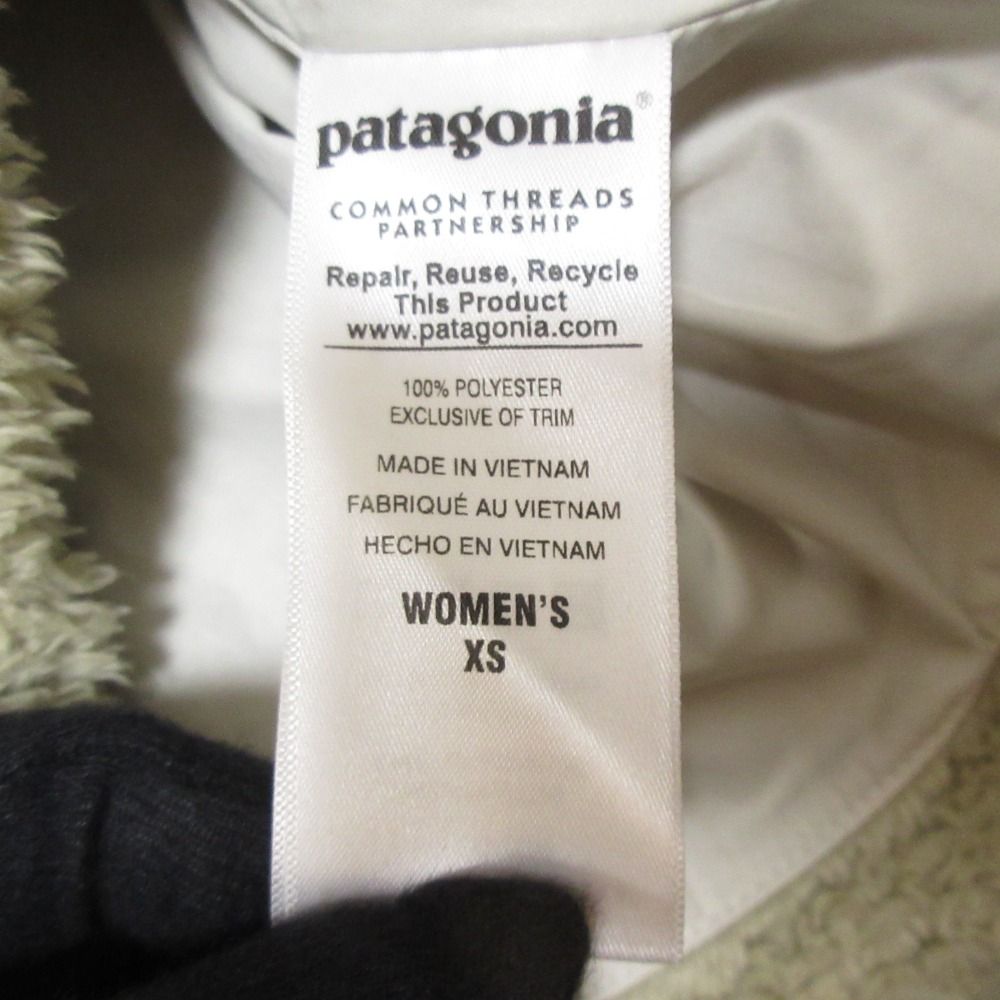 patagonia®
COMMON THREADS
PARTNERSHIP
Repair, Reuse, Recycle
This Product
www.patagonia.com
100% POLYESTER
EXCLUSIVE OF TRIM
MADE IN VIETNAM
FABRIQUÉ AU VIETNAM
HECHO EN VIETNAM
WOMEN'S
XS